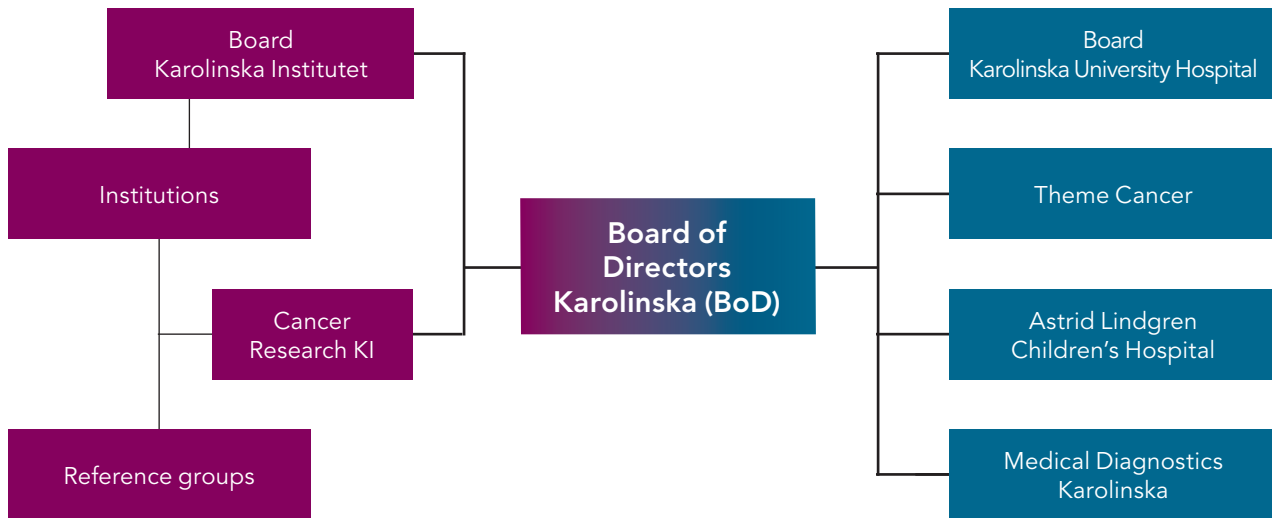 Board
Karolinska Institutet
Institutions
Cancer
Research KI
Reference groups
Board of
Directors
Karolinska (BoD)
Board
Karolinska University Hospital
Theme Cancer
Astrid Lindgren
Children’s Hospital
Medical Diagnostics
Karolinska